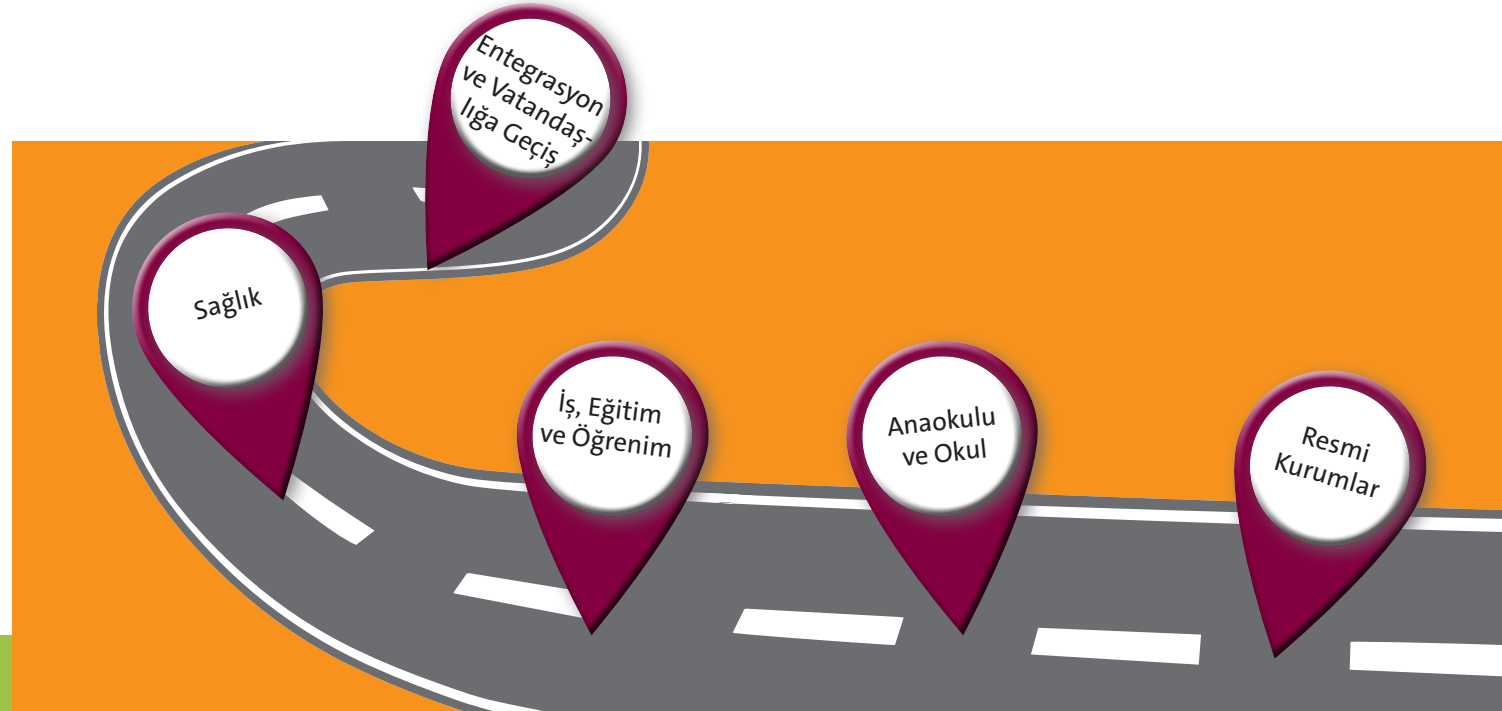 Entegrasyon
ve Vatandaş-
lığa Geçiş
Sağlık
İş, Eğitim
ve Öğrenim
Anaokulu
ve Okul
Resmi
Kurumlar